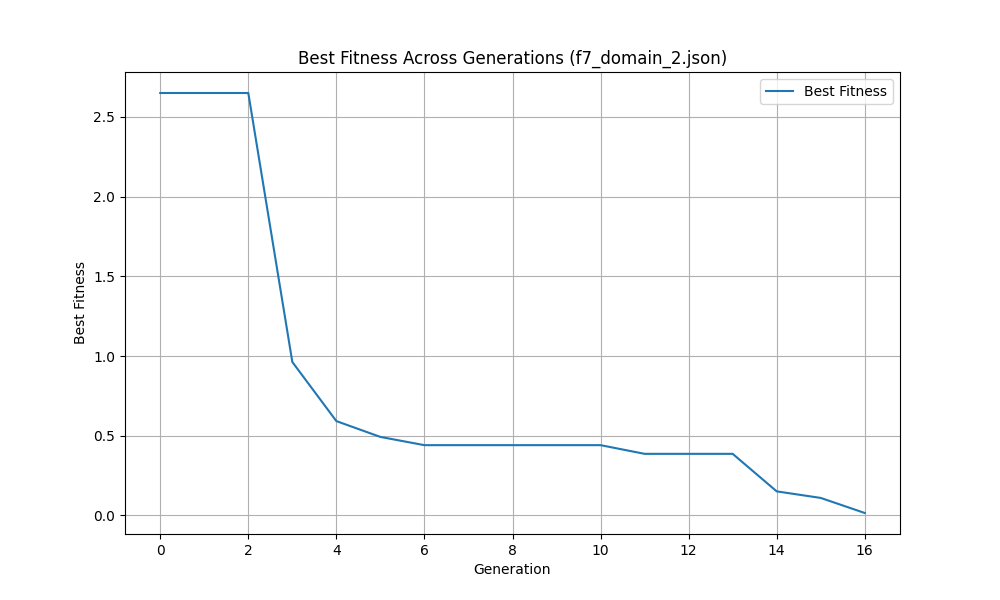 Best Fitness Across Generations (f7_domain_2.json)
Best Fitness
2.5
2.0
1.5
1.0
0.5
0.0
Best Fitness
0 2 4 6 8 10 12 14 16
Generation